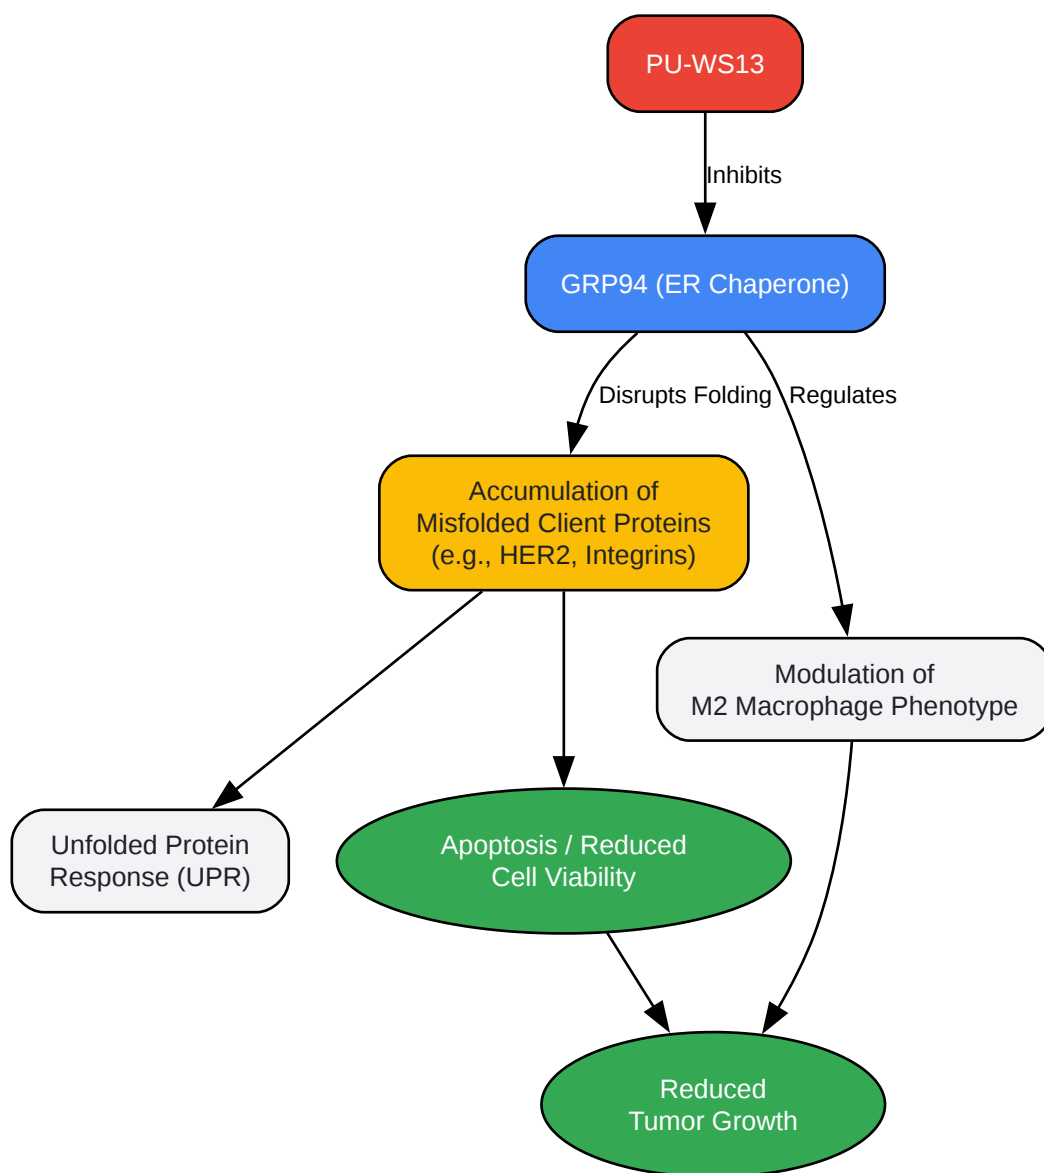 PU-WS13
Inhibits
GRP94 (ER Chaperone)
Disrupts Folding
Regulates
Accumulation of
Misfolded Client Proteins
(e.g., HER2, Integrins)
Modulation of
M2 Macrophage Phenotype
Unfolded Protein
Response (UPR)
Apoptosis / Reduced
Cell Viability
Reduced
Tumor Growth